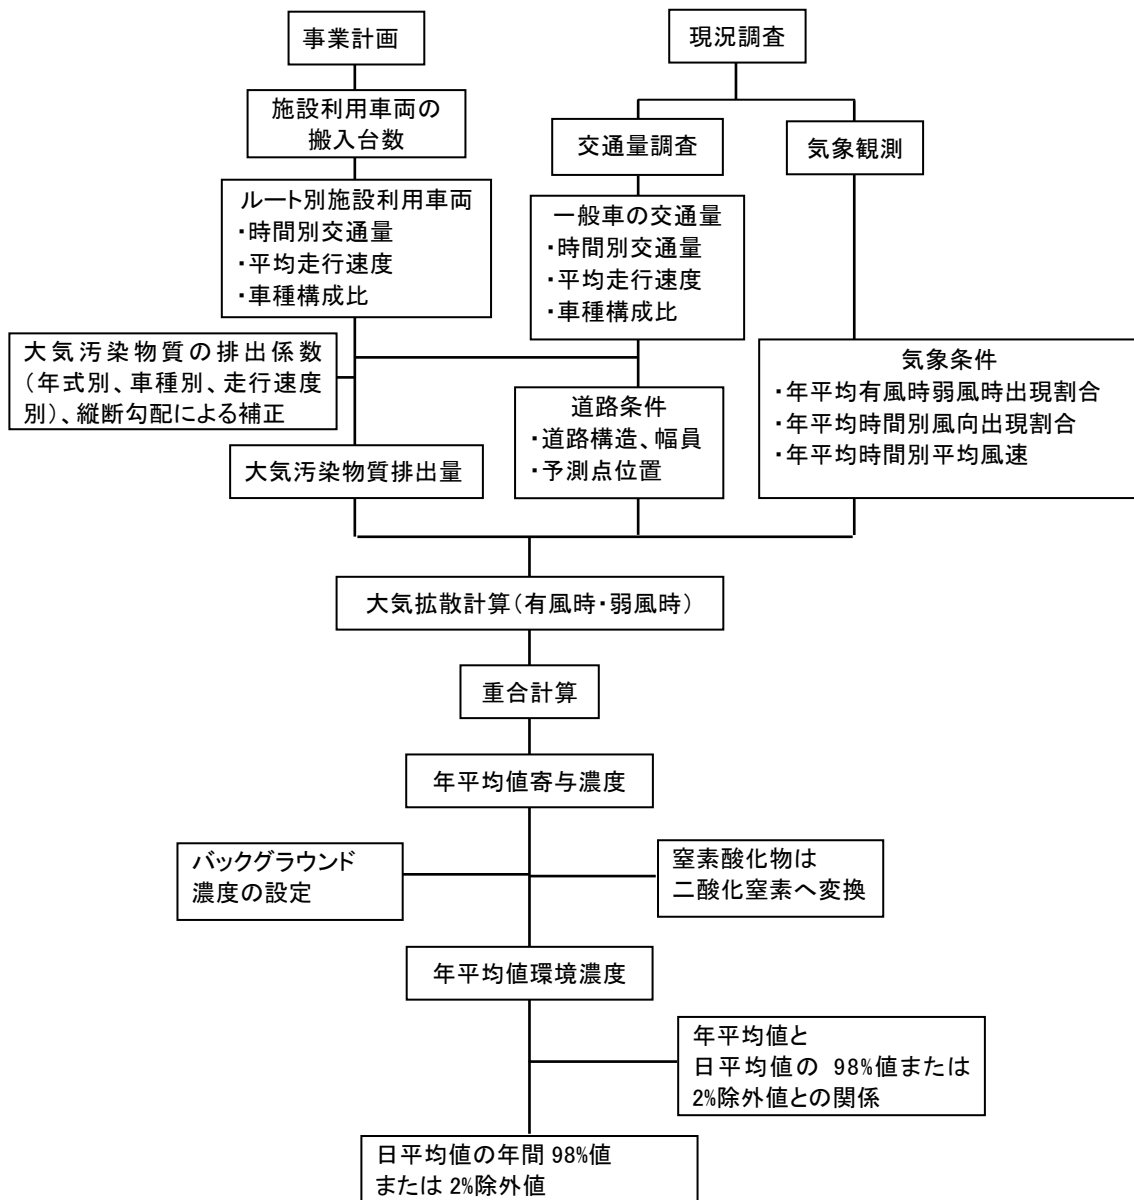 事業計画
現況調査
施設利用車両の
搬入台数
交通量調査
気象観測
ルート別施設利用車両
・時間別交通量
・平均走行速度
・車種構成比
一般車の交通量
・時間別交通量
・平均走行速度
・車種構成比
大気汚染物質の排出係数
(年式別、車種別、走行速度
別)、縦断勾配による補正
気象条件
・年平均有風時弱風時出現割合
・年平均時間別風向出現割合
・年平均時間別平均風速
道路条件
・道路構造、幅員
・予測点位置
大気汚染物質排出量
大気拡散計算(有風時・弱風時)
重合計算
年平均値寄与濃度
バックグラウンド
濃度の設定
窒素酸化物は
二酸化窒素へ変換
年平均値環境濃度
年平均値と
日平均値の 98%値または
2%除外値との関係
日平均値の年間 98%値
または 2%除外値